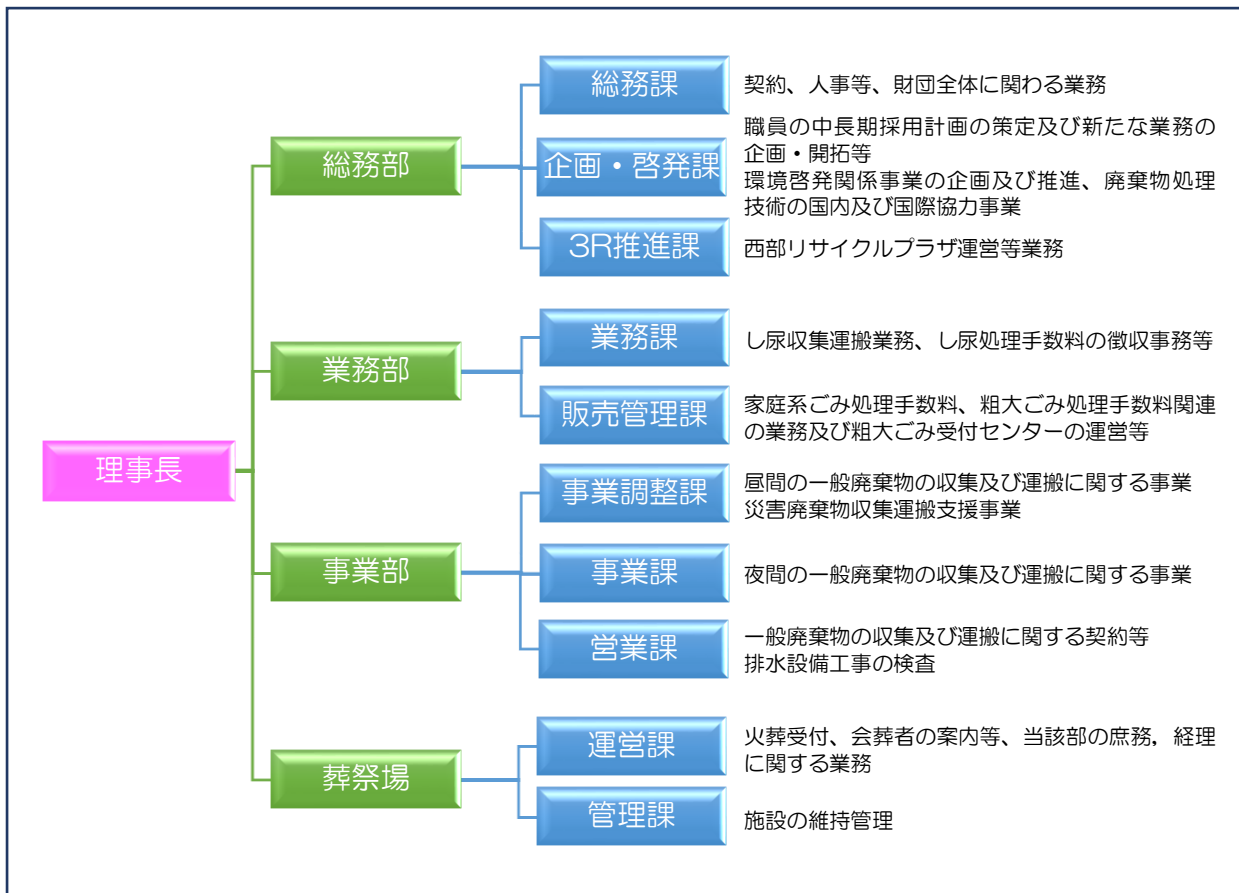 理事長
総務部
総務課
契約、人事等、財団全体に関わる業務
企画・啓発課
職員の中長期採用計画の策定及び新たな業務の
企画・開拓等
環境啓発関係事業の企画及び推進、廃棄物処理
技術の国内及び国際協力事業
3R推進課
西部リサイクルプラザ運営等業務
業務部
業務課
し尿収集運搬業務、し尿処理手数料の徴収事務等
販売管理課
家庭系ごみ処理手数料、粗大ごみ処理手数料関連
の業務及び粗大ごみ受付センターの運営等
事業部
事業調整課
昼間の一般廃棄物の収集及び運搬に関する事業
災害廃棄物収集運搬支援事業
事業課
夜間の一般廃棄物の収集及び運搬に関する事業
営業課
一般廃棄物の収集及び運搬に関する契約等
排水設備工事の検査
葬祭場
運営課
火葬受付、会葬者の案内等、当該部の庶務，経理
に関する業務
管理課
施設の維持管理